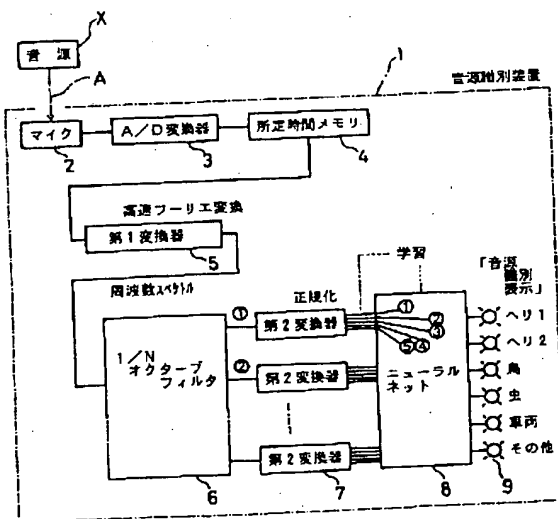 X
音源
A
1
音源識別装置
マイク
A/D変換器
所定時間メモリ
2
3
4
高速フーリエ変換
第1変換器
5
学習
「音源識別表示」
周波数スペクトル
正規化
①
第2変換器
①
②
③
⑤④
ヘリ1
ヘリ2
1/N
オクターブ
フィルタ
②
第2変換器
ニューラル
ネット
鳥
虫
車両
第2変換器
その他
6
7
8
9